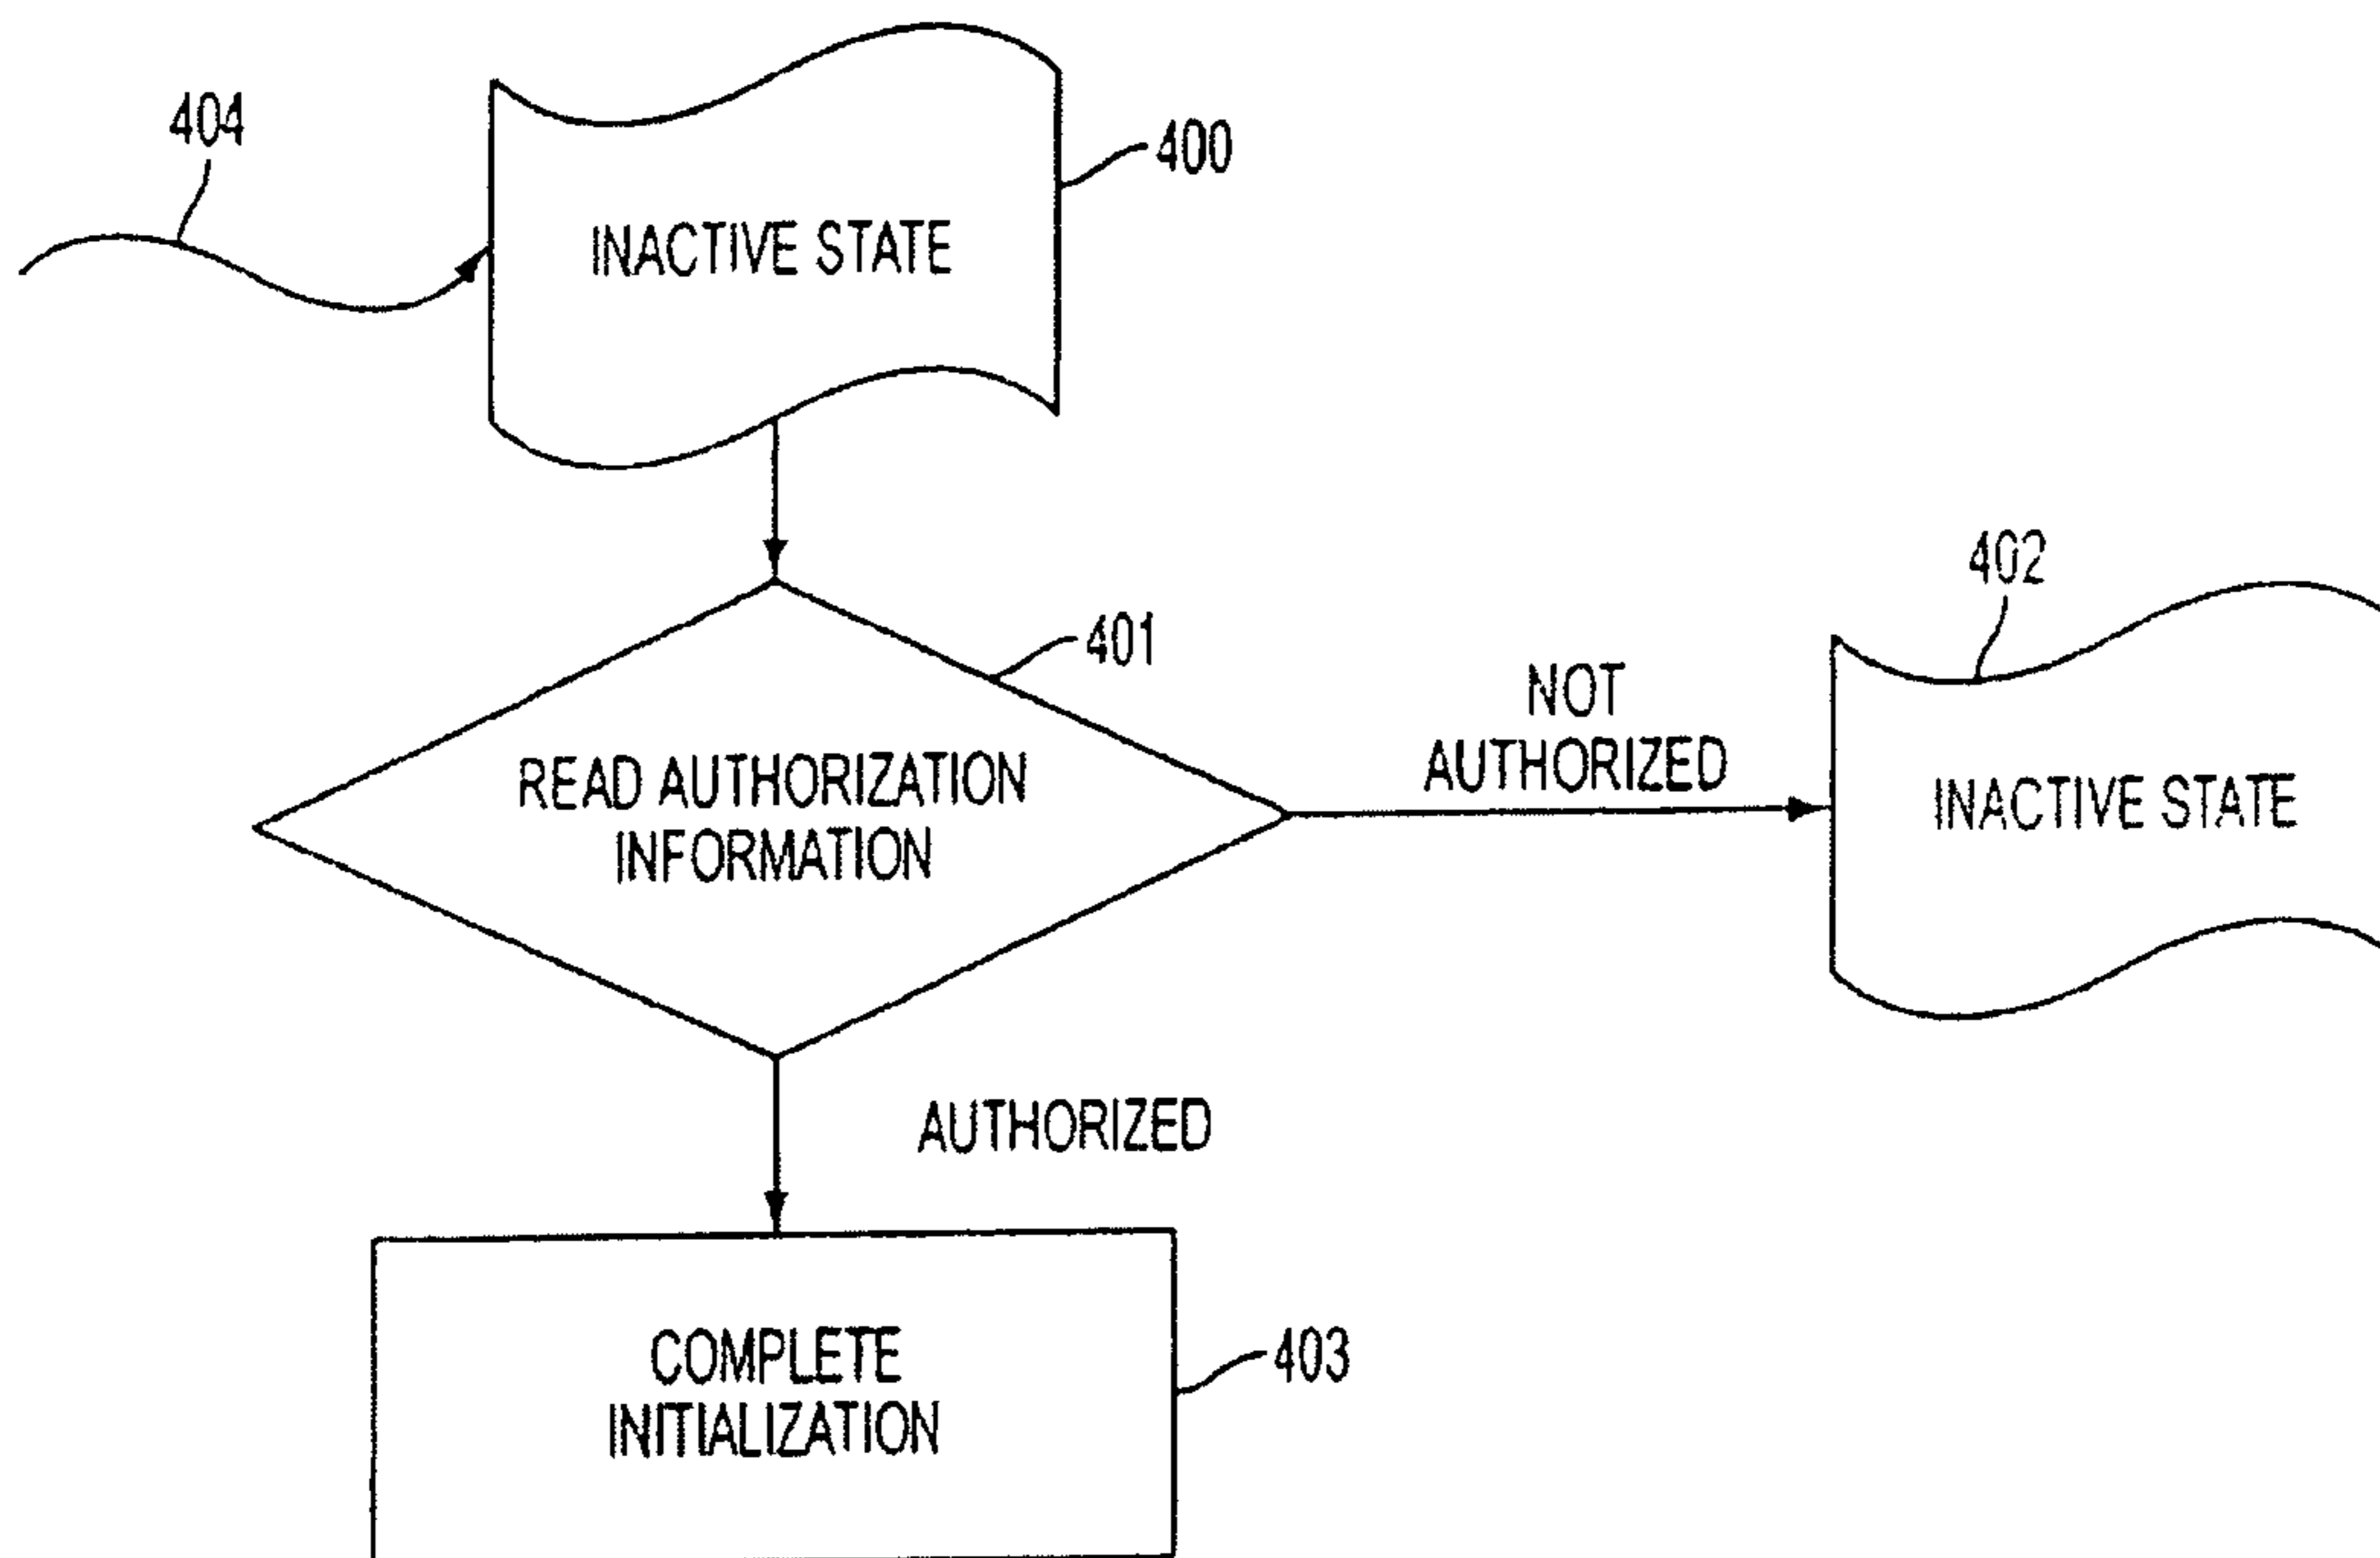 404
400
INACTIVE STATE
402
401
NOT
AUTHORIZED
READ AUTHORIZATION
INFORMATION
INACTIVE STATE
AUTHORIZED
COMPLETE
INITIALIZATION
403